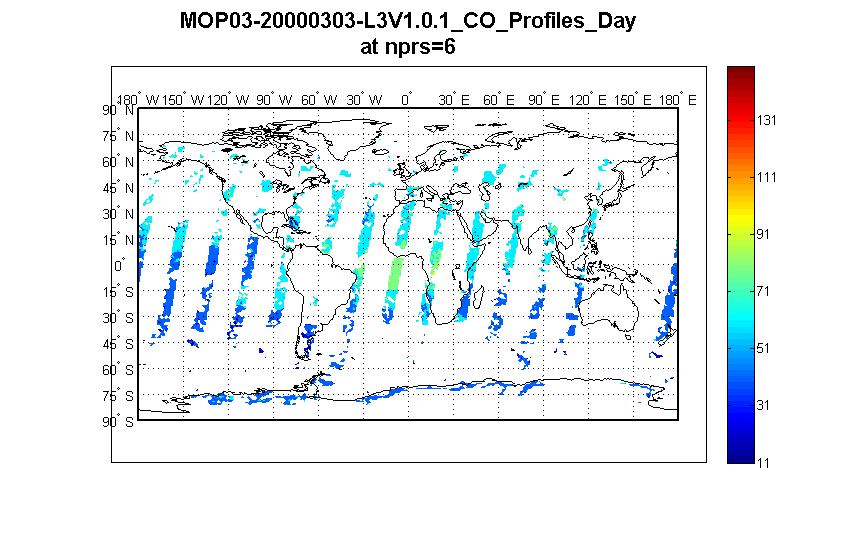 MOP03-20000303-L3V1.0.1_CO_Profiles_Day
at nprs=6
180° W 150° W 120° W 90° W 60° W 30° W 0° 30° E 60° E 90° E 120° E 150° E 180° E
90° N
75° N
60° N
45° N
30° N
15° N
0°
15° S
30° S
45° S
60° S
75° S
90° S
131
111
91
71
51
31
11